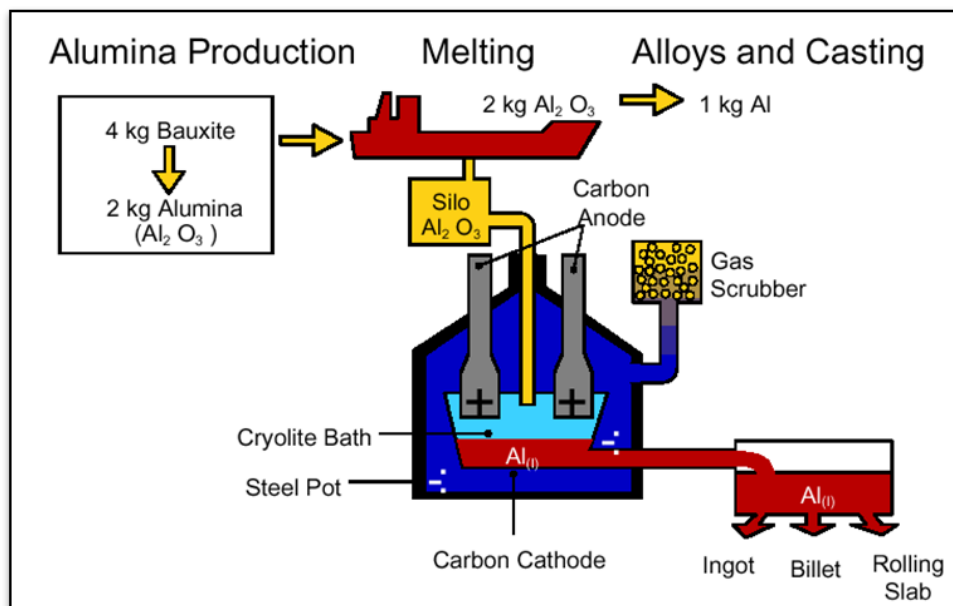 Alumina Production
Melting
Alloys and Casting
4 kg Bauxite
2 kg Alumina
(Al₂ O₃ )
2 kg Al₂ O₃
1 kg Al
Silo
Al₂ O₃
Carbon
Anode
Gas
Scrubber
+
+
Cryolite Bath
Al(l)
-
Steel Pot
-
Carbon Cathode
Al(l)
Ingot
Billet
Rolling
Slab